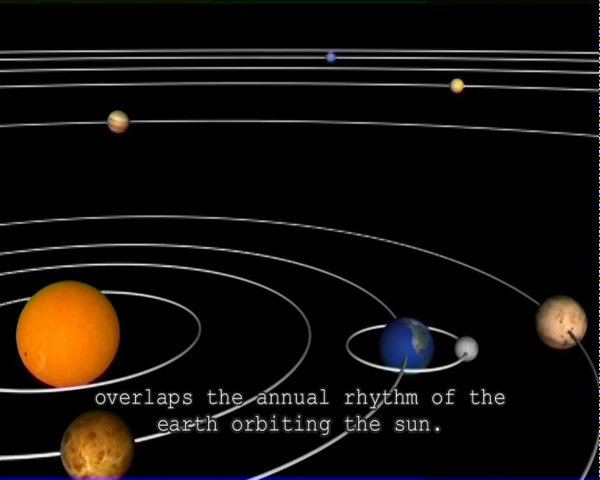 overlaps the annual rhythm of the
earth orbiting the sun.